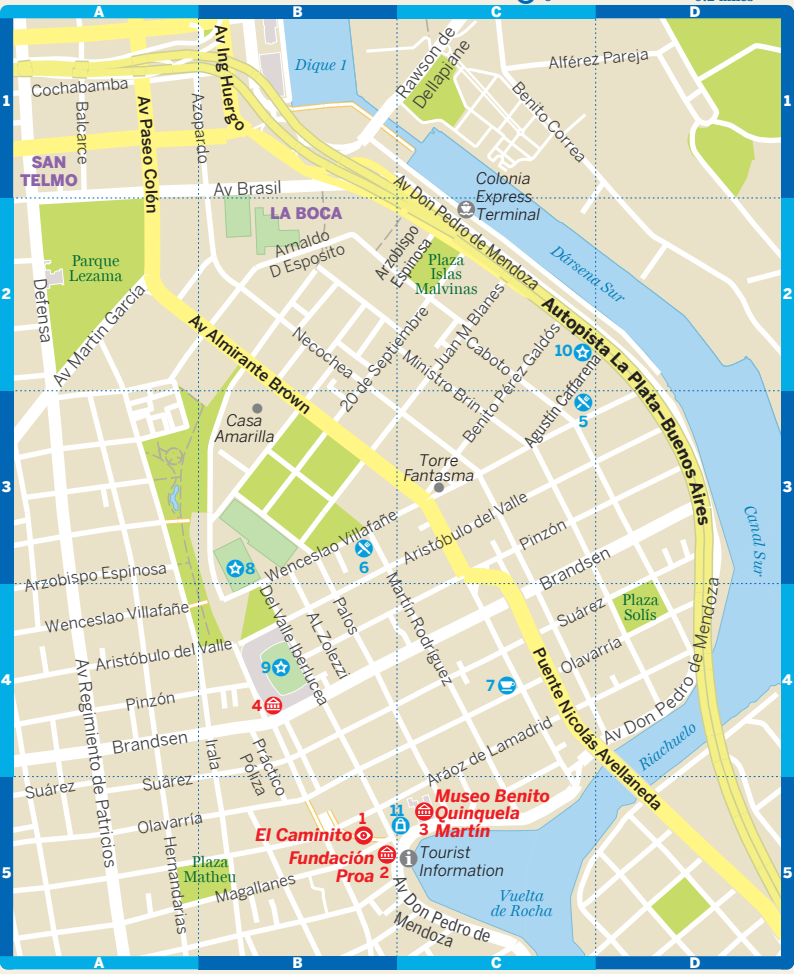 A
B
C
D
1
2
3
4
5
1
2
3
4
5
A
B
C
D
Cochabamba
Balcarce
Av Paseo Colón
Azopardo
Av Ing Huergo
Dique 1
Rawson de
Dellapiane
Alférez Pareja
Benito Correa
SAN
TELMO
Av Brasil
LA BOCA
Colonia
Express
Terminal
Av Don Pedro de Mendoza
Arnaldo
D Esposito
Arzobispo
Espinosa
Plaza
Islas
Malvinas
Dársena Sur
Parque
Lezama
Defensa
Av Martín García
Av Almirante Brown
Necochea
20 de Septiembre
Juan M Blanes
Ministro Brin
Caboto
Benito Pérez Galdós
Agustín Caffarena
10
5
Autopista La Plata–Buenos Aires
Casa
Amarilla
Torre
Fantasma
Canal Sur
Wenceslao Villafañe
6
8
Aristóbulo del Valle
Pinzón
Brandsen
Arzobispo Espinosa
Wenceslao Villafañe
Aristóbulo del Valle
Del Valle Iberlucea
AL Zolezzi
Palos
Martín Rodríguez
Suárez
Plaza
Solís
Olavarría
Av Don Pedro de Mendoza
9
4
7
Pinzón
Brandsen
Av Regimiento de Patricios
Irala
Práctico
Póliza
Aráoz de Lamadrid
Puente Nicolás Avellaneda
Riachuelo
Suárez
Suárez
Olavarría
Hernandarias
Plaza
Matheu
Magallanes
1
El Caminito
11
Museo Benito
Quinquela
3 Martín
Fundación
Proa 2
Tourist
Information
Av Don Pedro de
Mendoza
Vuelta
de Rocha